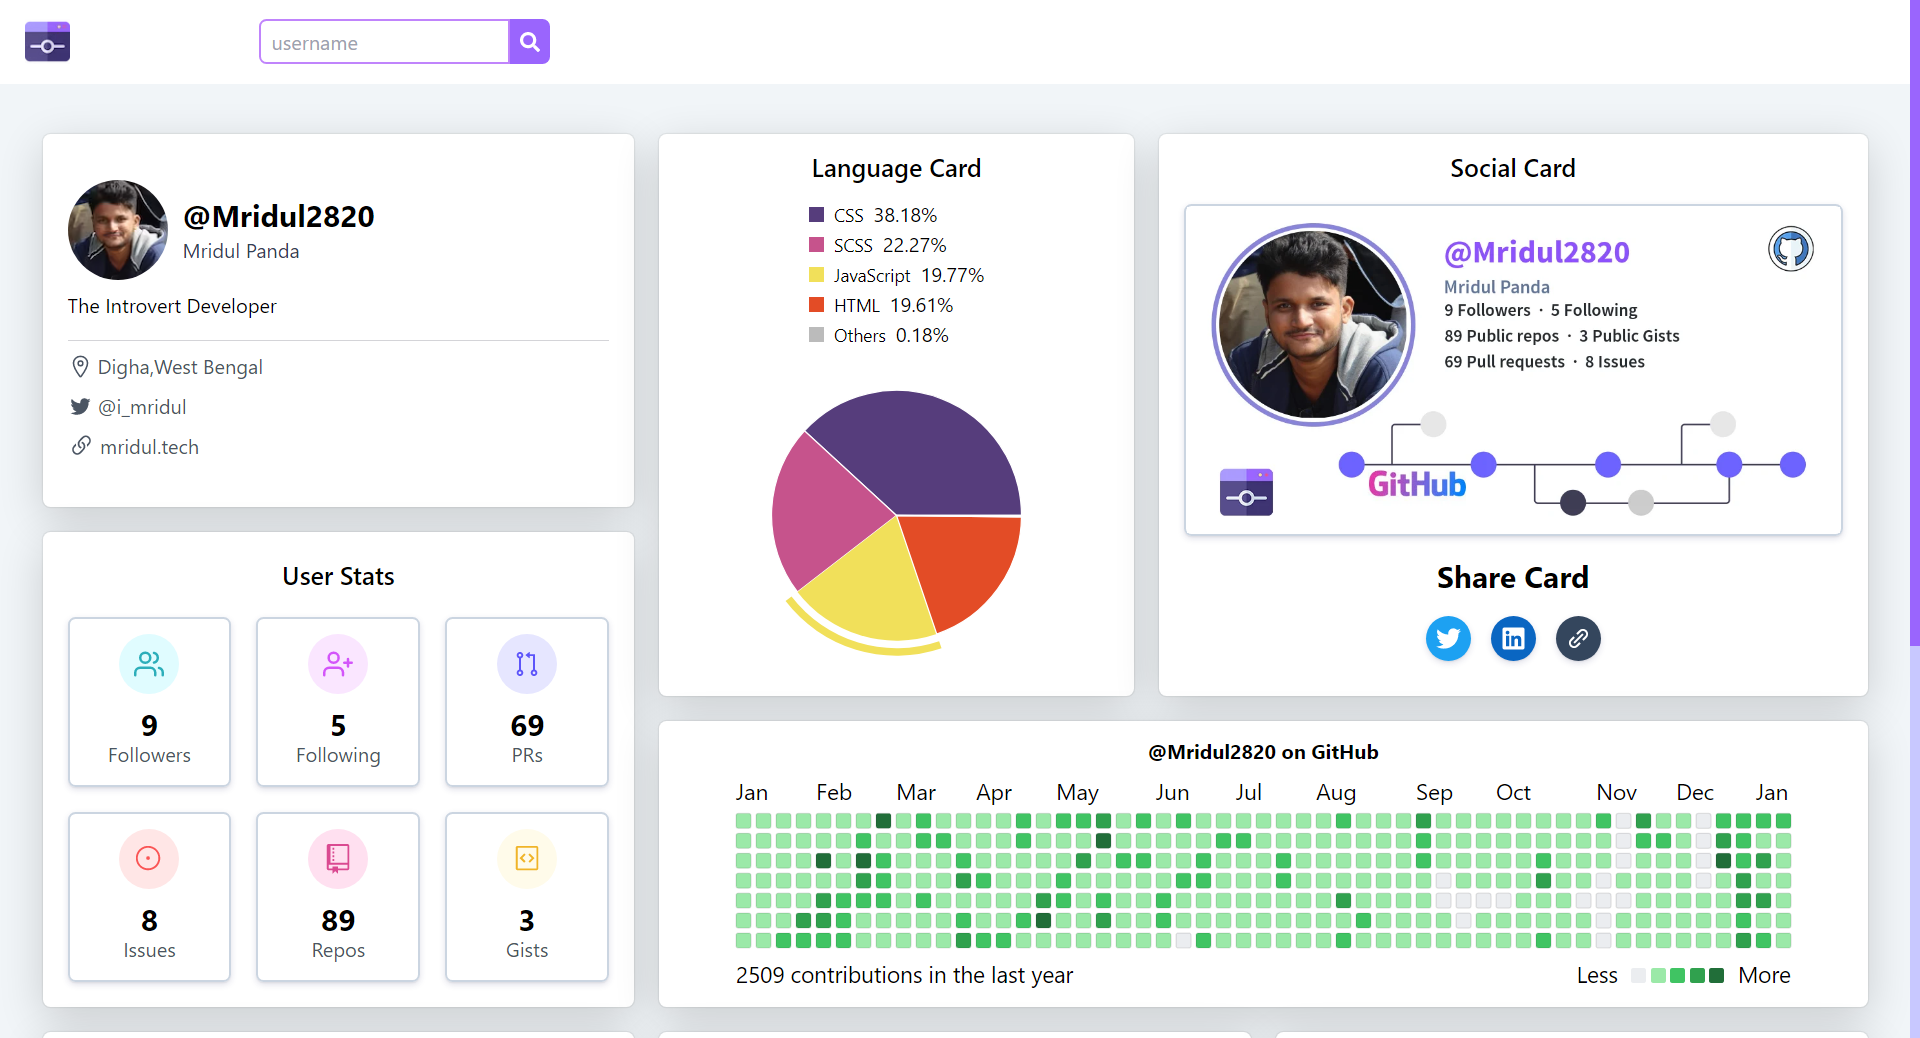 username
@Mridul2820
Mridul Panda
The Introvert Developer
Digha,West Bengal
@i_mridul
mridul.tech
User Stats
9
Followers
5
Following
69
PRs
8
Issues
89
Repos
3
Gists
Language Card
CSS 38.18%
SCSS 22.27%
JavaScript 19.77%
HTML 19.61%
Others 0.18%
Social Card
@Mridul2820
Mridul Panda
9 Followers · 5 Following
89 Public repos · 3 Public Gists
69 Pull requests · 8 Issues
GitHub
Share Card
@Mridul2820 on GitHub
Jan Feb Mar Apr May Jun Jul Aug Sep Oct Nov Dec Jan
2509 contributions in the last year
Less More